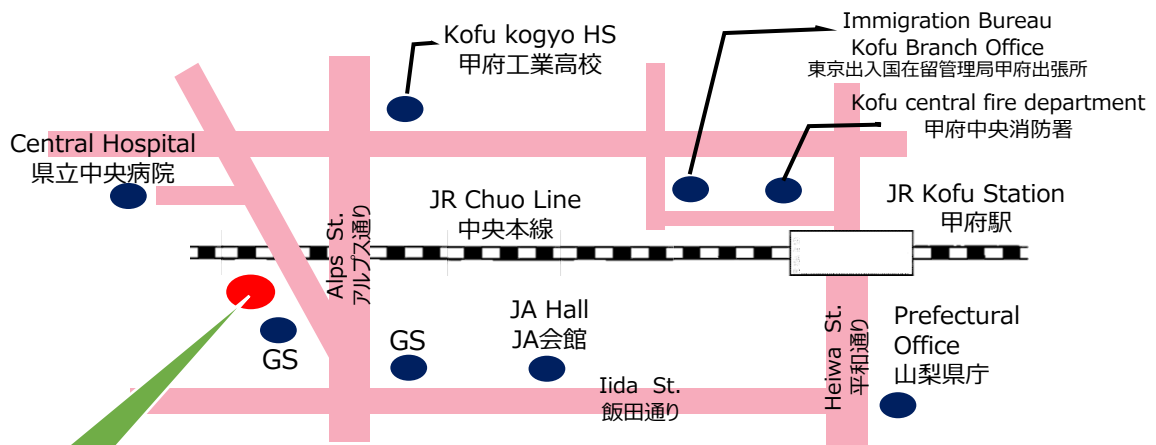 Immigration Bureau
Kofu Branch Office
東京出入国在留管理局甲府出張所
Kofu kogyo HS
甲府工業高校
Kofu central fire department
甲府中央消防署
Central Hospital
県立中央病院
JR Chuo Line
中央本線
JR Kofu Station
甲府駅
Alps St.
アルプス通り
JA Hall
JA会館
GS
GS
Heiwa St.
平和通り
Prefectural
Office
山梨県庁
Iida St.
飯田通り